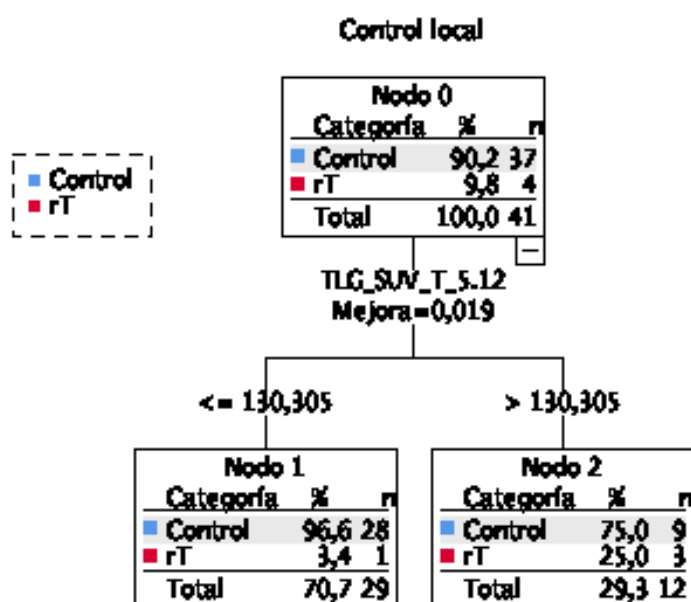 Control local
Nodo 0
Categoría % n
Control 90,2 37
rT 9,8 4
Total 100,0 41
Control
rT
TLG_SUV_T_5.12
Mejora=0,019
<= 130,305
> 130,305
Nodo 1
Categoría % n
Control 96,6 28
rT 3,4 1
Total 70,7 29
Nodo 2
Categoría % n
Control 75,0 9
rT 25,0 3
Total 29,3 12